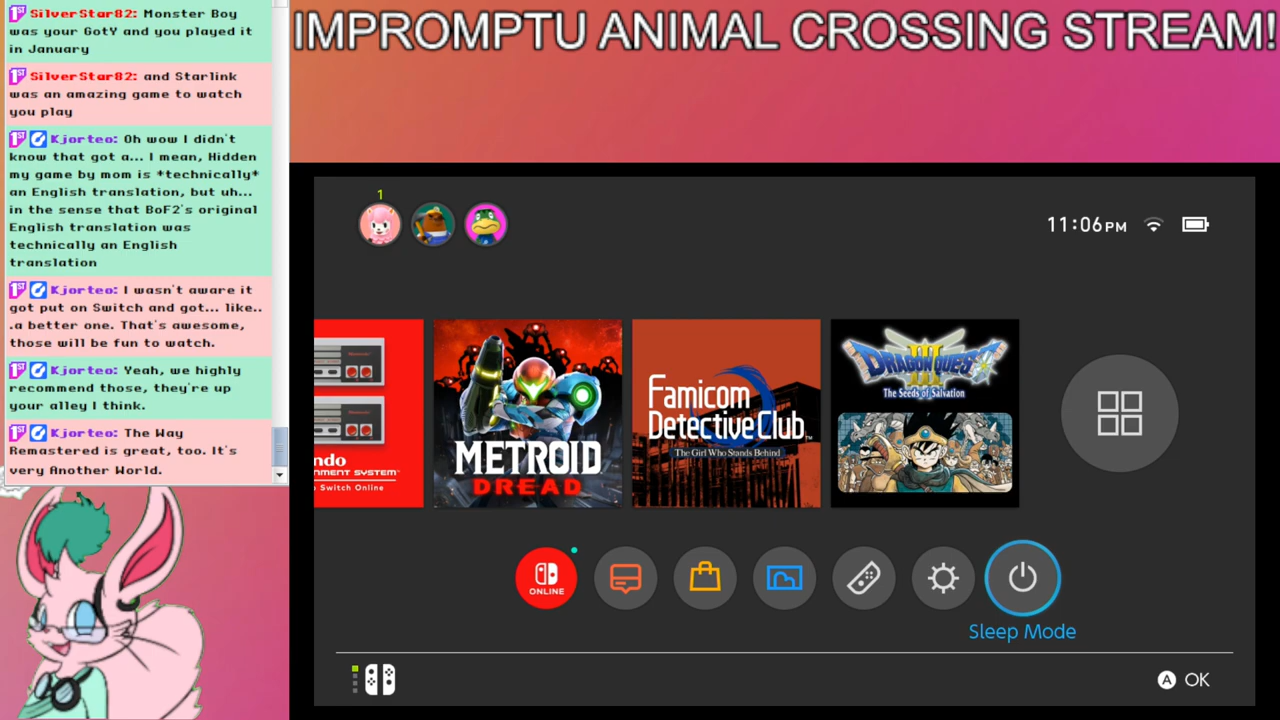 SilverStar82: Monster Boy
was your GotY and you played it
in January
SilverStar82: and Starlink
was an amazing game to watch
you play
Kjorteo: Oh wow I didn't
know that got a... I mean, Hidden
my game by mom is *technically*
an English translation, but uh...
in the sense that BoF2's original
English translation was
technically an English
translation
Kjorteo: I wasn't aware it
got put on Switch and got... like..
.a better one. That's awesome,
those will be fun to watch.
Kjorteo: Yeah, we highly
recommend those, they're up
your alley I think.
Kjorteo: The Way
Remastered is great, too. It's
very Another World.
IMPROMPTU ANIMAL CROSSING STREAM!
1
11:06PM
ndo
INMENT SYSTEM™
Switch Online
METROID
DREAD
Famicom
Detective Club™
The Girl Who Stands Behind
DRAGON QUEST
III
The Seeds of Salvation
ONLINE
Sleep Mode
A OK